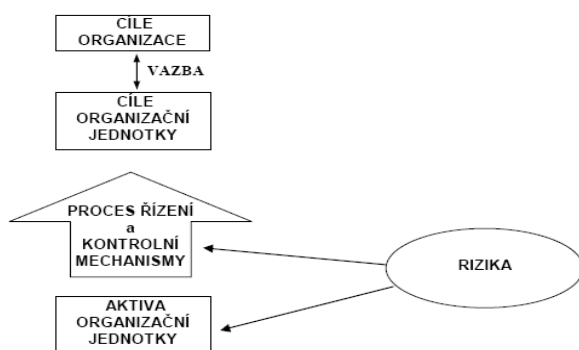 CÍLE
ORGANIZACE
VAZBA
CÍLE
ORGANIZAČNÍ
JEDNOTKY
PROCES ŘÍZENÍ
a
KONTROLNÍ
MECHANISMY
RIZIKA
AKTIVA
ORGANIZAČNÍ
JEDNOTKY